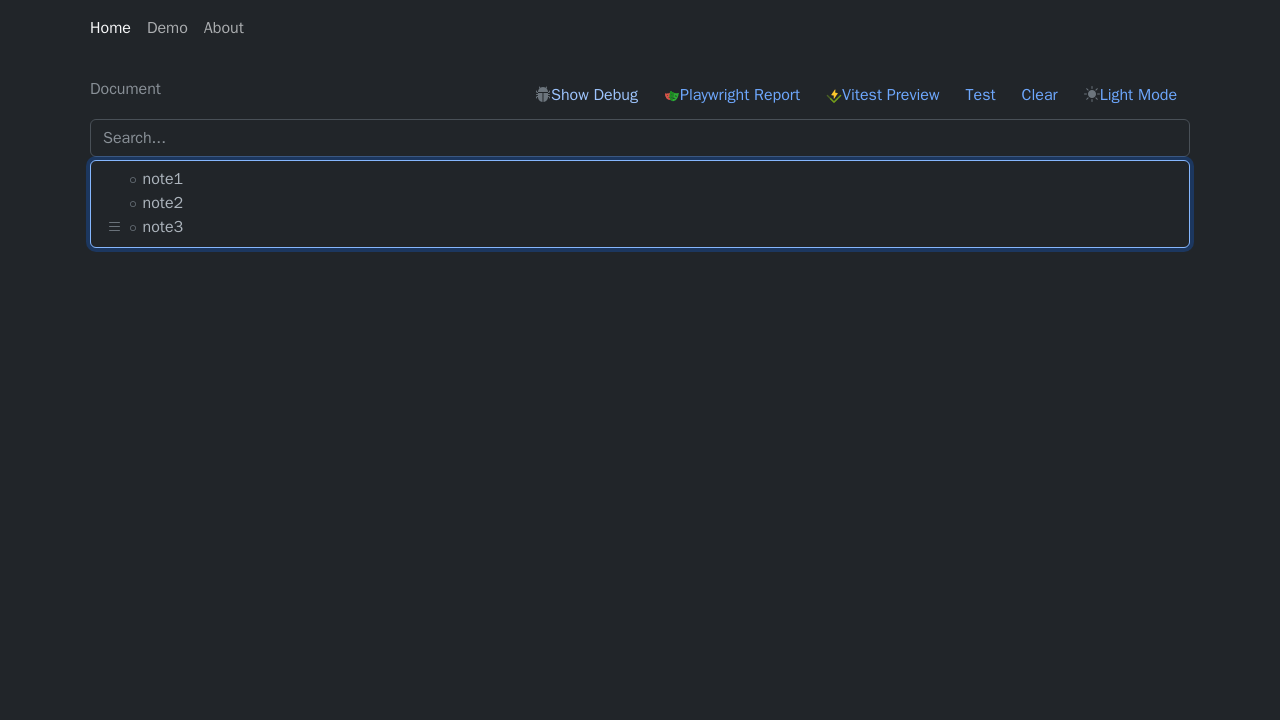 Home Demo About
Document
Show Debug Playwright Report Vitest Preview Test Clear Light Mode
Search...
note1
note2
note3